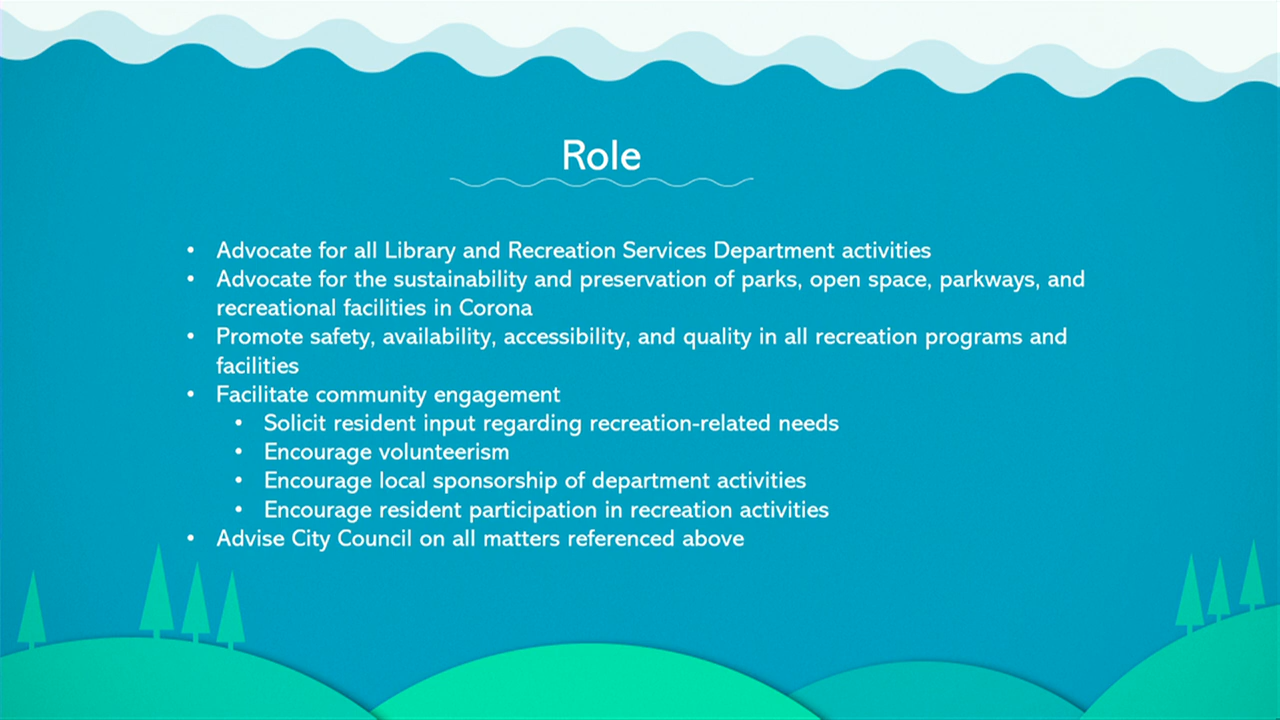 Role
• Advocate for all Library and Recreation Services Department activities
• Advocate for the sustainability and preservation of parks, open space, parkways, and
recreational facilities in Corona
• Promote safety, availability, accessibility, and quality in all recreation programs and
facilities
• Facilitate community engagement
• Solicit resident input regarding recreation-related needs
• Encourage volunteerism
• Encourage local sponsorship of department activities
• Encourage resident participation in recreation activities
• Advise City Council on all matters referenced above